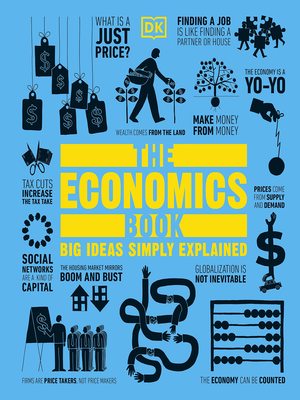 WHAT IS A
JUST
PRICE?
DK
FINDING A JOB
IS LIKE FINDING A
PARTNER OR HOUSE
THE ECONOMY IS A
YO-YO
MAKE MONEY
FROM MONEY
WEALTH COMES FROM THE LAND
THE
ECONOMICS
BOOK
BIG IDEAS SIMPLY EXPLAINED
TAX CUTS
INCREASE
THE TAX TAKE
PRICES COME
FROM SUPPLY
AND DEMAND
SOCIAL
NETWORKS
ARE A KIND OF
CAPITAL
THE HOUSING MARKET MIRRORS
BOOM AND BUST
GLOBALIZATION IS
NOT INEVITABLE
FIRMS ARE PRICE TAKERS, NOT PRICE MAKERS
THE ECONOMY CAN BE COUNTED